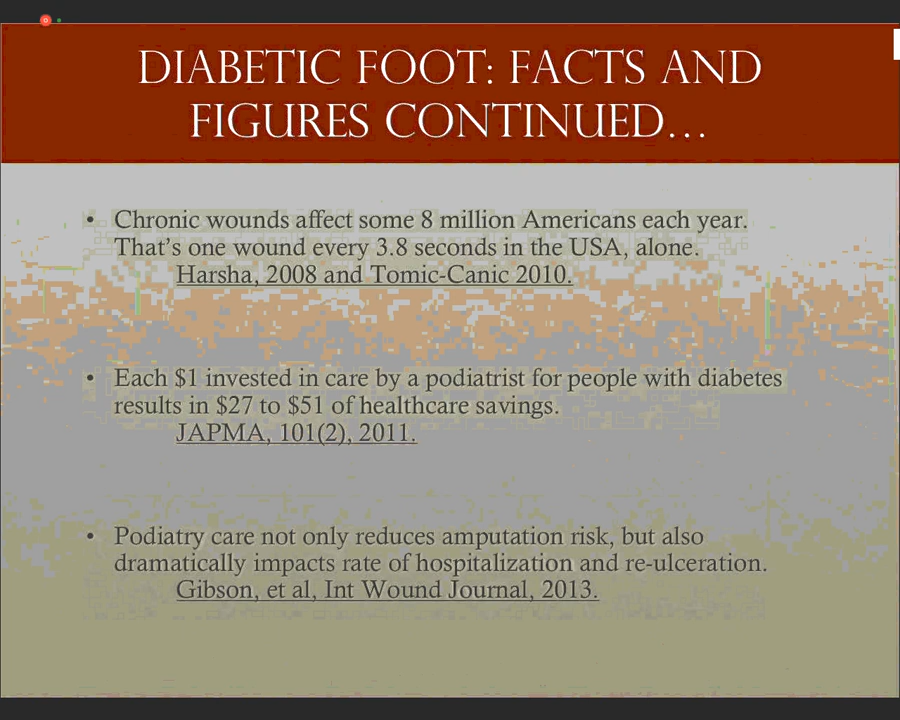 DIABETIC FOOT: FACTS AND
FIGURES CONTINUED...
• Chronic wounds affect some 8 million Americans each year.
That's one wound every 3.8 seconds in the USA, alone.
Harsha, 2008 and Tomic-Canic 2010.
• Each $1 invested in care by a podiatrist for people with diabetes
results in $27 to $51 of healthcare savings.
JAPMA, 101(2), 2011.
• Podiatry care not only reduces amputation risk, but also
dramatically impacts rate of hospitalization and re-ulceration.
Gibson, et al, Int Wound Journal, 2013.